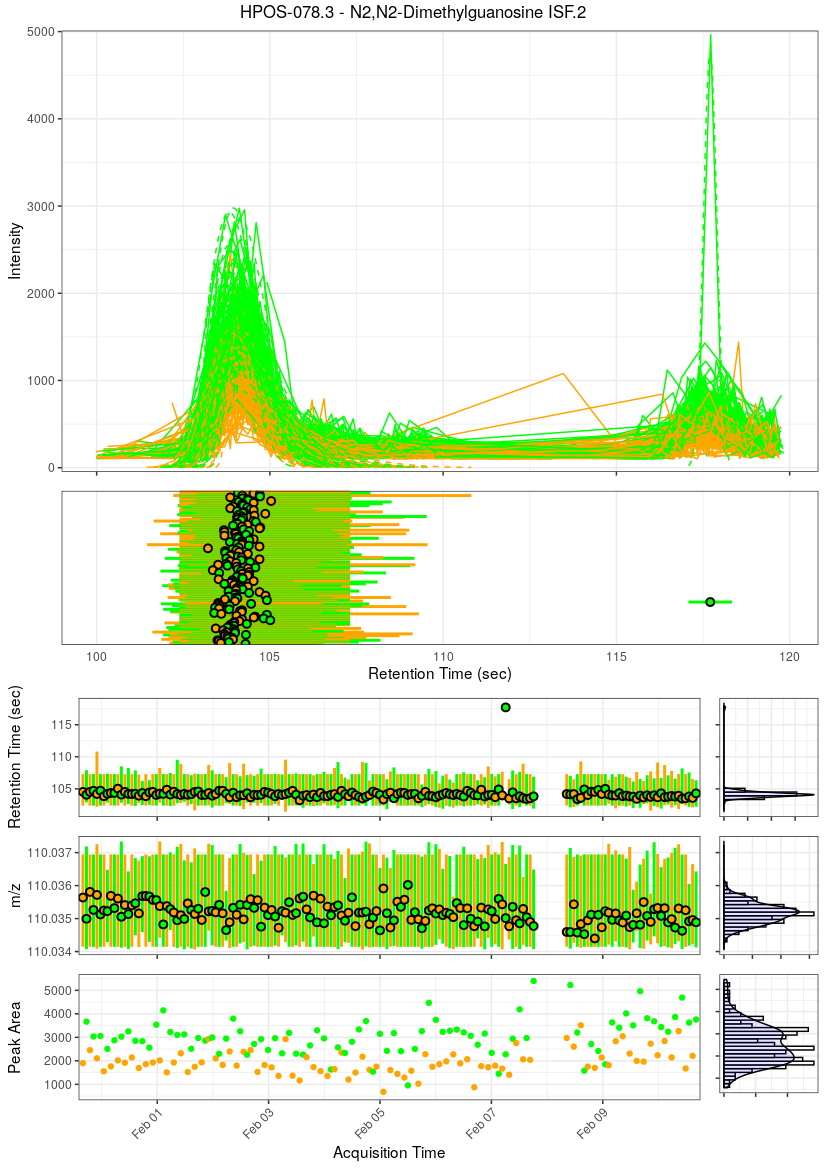 HPOS-078.3 - N2,N2-Dimethylguanosine ISF.2
Intensity
5000
4000
3000
2000
1000
0
100
105
110
115
120
Retention Time (sec)
Retention Time (sec)
115
110
105
m/z
110.037
110.036
110.035
110.034
Peak Area
5000
4000
3000
2000
1000
Feb 01
Feb 03
Feb 05
Feb 07
Feb 09
Acquisition Time